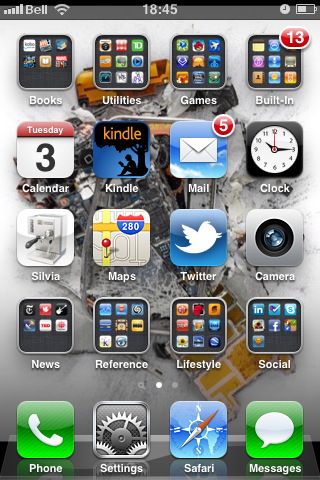 Bell 18:45
13
Books Utilities Games Built-In
Tuesday
3
kindle
5
Calendar Kindle Mail Clock
280
Silvia Maps Twitter Camera
TED
News Reference Lifestyle Social
Phone Settings Safari Messages